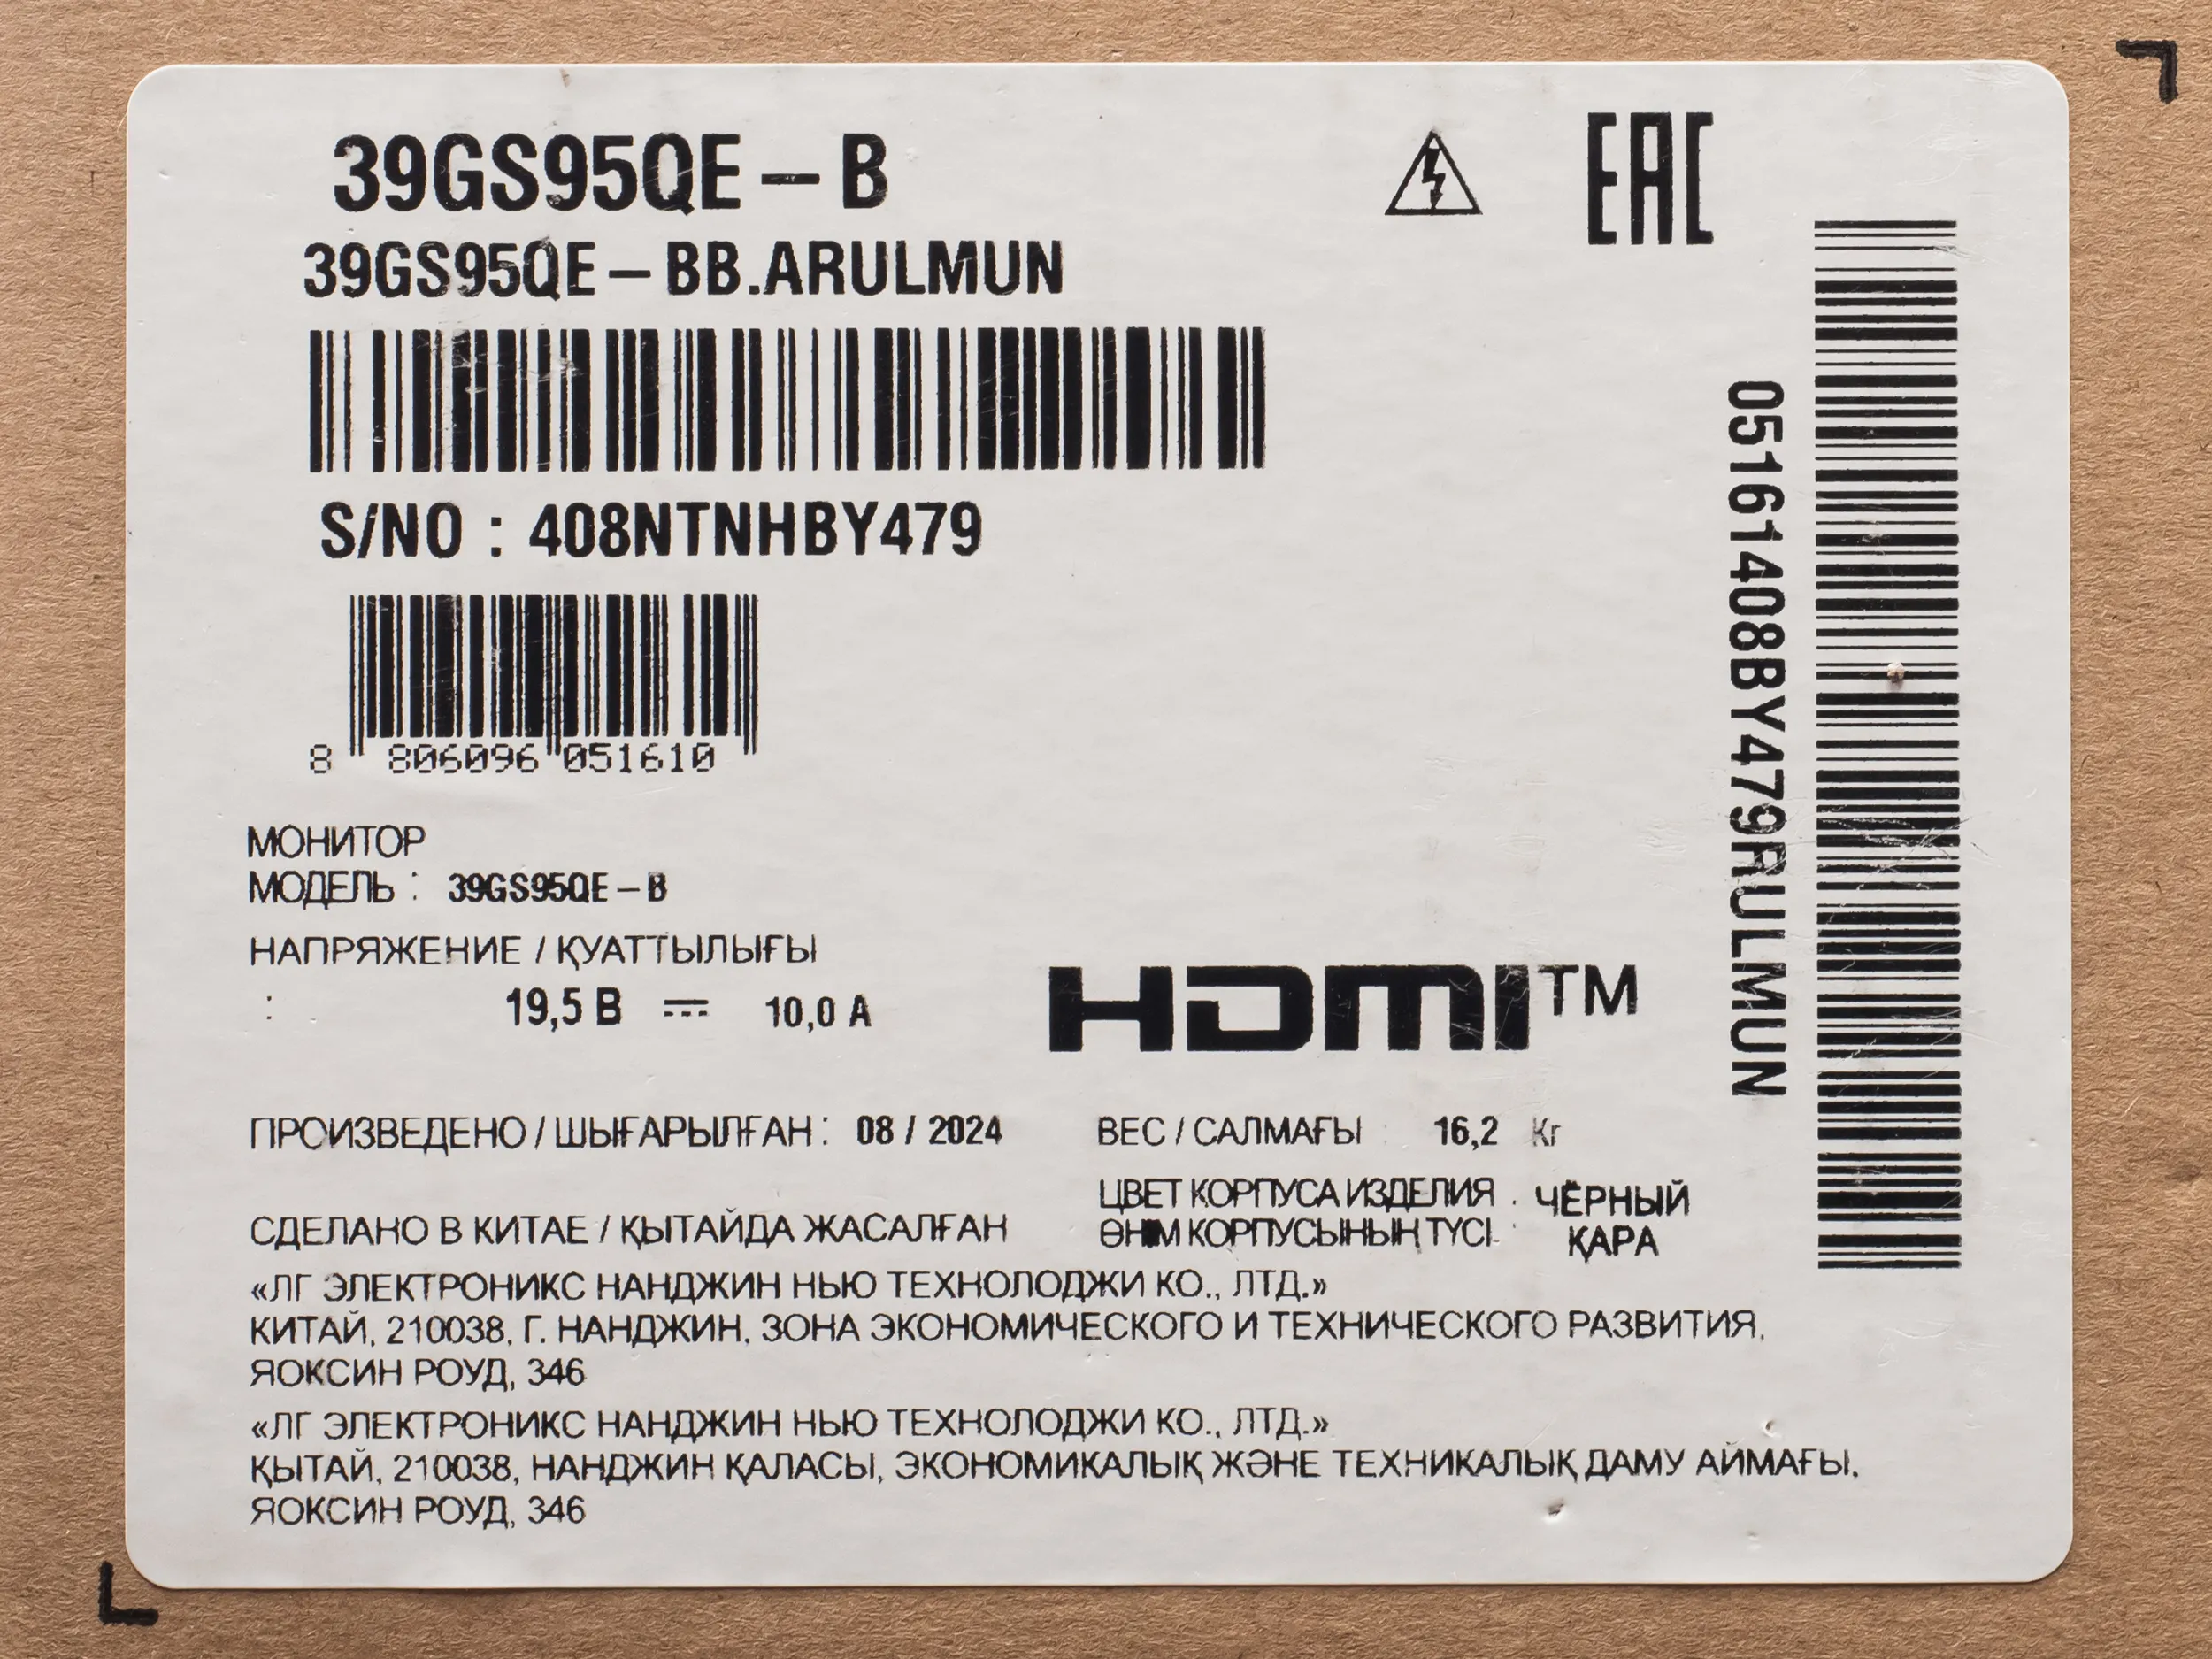 39GS95QE – B
EAC
39GS95QE – BB.ARULMUN
S/NO : 408NTNHBY479
8 806096 051610
05161408BY479RULMUN
МОНИТОР
МОДЕЛЬ : 39GS95QE – B
НАПРЯЖЕНИЕ / ҚУАТТЫЛЫҒЫ
: 19,5 В ⎓ 10,0 А
HDMI™
ПРОИЗВЕДЕНО / ШЫҒАРЫЛҒАН : 08 / 2024
ВЕС / САЛМАҒЫ : 16,2 Кг
ЦВЕТ КОРПУСА ИЗДЕЛИЯ : ЧЁРНЫЙ
ӨНІМ КОРПУСЫНЫҢ ТҮСІ : ҚАРА
СДЕЛАНО В КИТАЕ / ҚЫТАЙДА ЖАСАЛҒАН
«ЛГ ЭЛЕКТРОНИКС НАНДЖИН НЬЮ ТЕХНОЛОДЖИ КО., ЛТД.»
КИТАЙ, 210038, Г. НАНДЖИН, ЗОНА ЭКОНОМИЧЕСКОГО И ТЕХНИЧЕСКОГО РАЗВИТИЯ,
ЯОКСИН РОУД, 346
«ЛГ ЭЛЕКТРОНИКС НАНДЖИН НЬЮ ТЕХНОЛОДЖИ КО., ЛТД.»
ҚЫТАЙ, 210038, НАНДЖИН ҚАЛАСЫ, ЭКОНОМИКАЛЫҚ ЖӘНЕ ТЕХНИКАЛЫҚ ДАМУ АЙМАҒЫ,
ЯОКСИН РОУД, 346